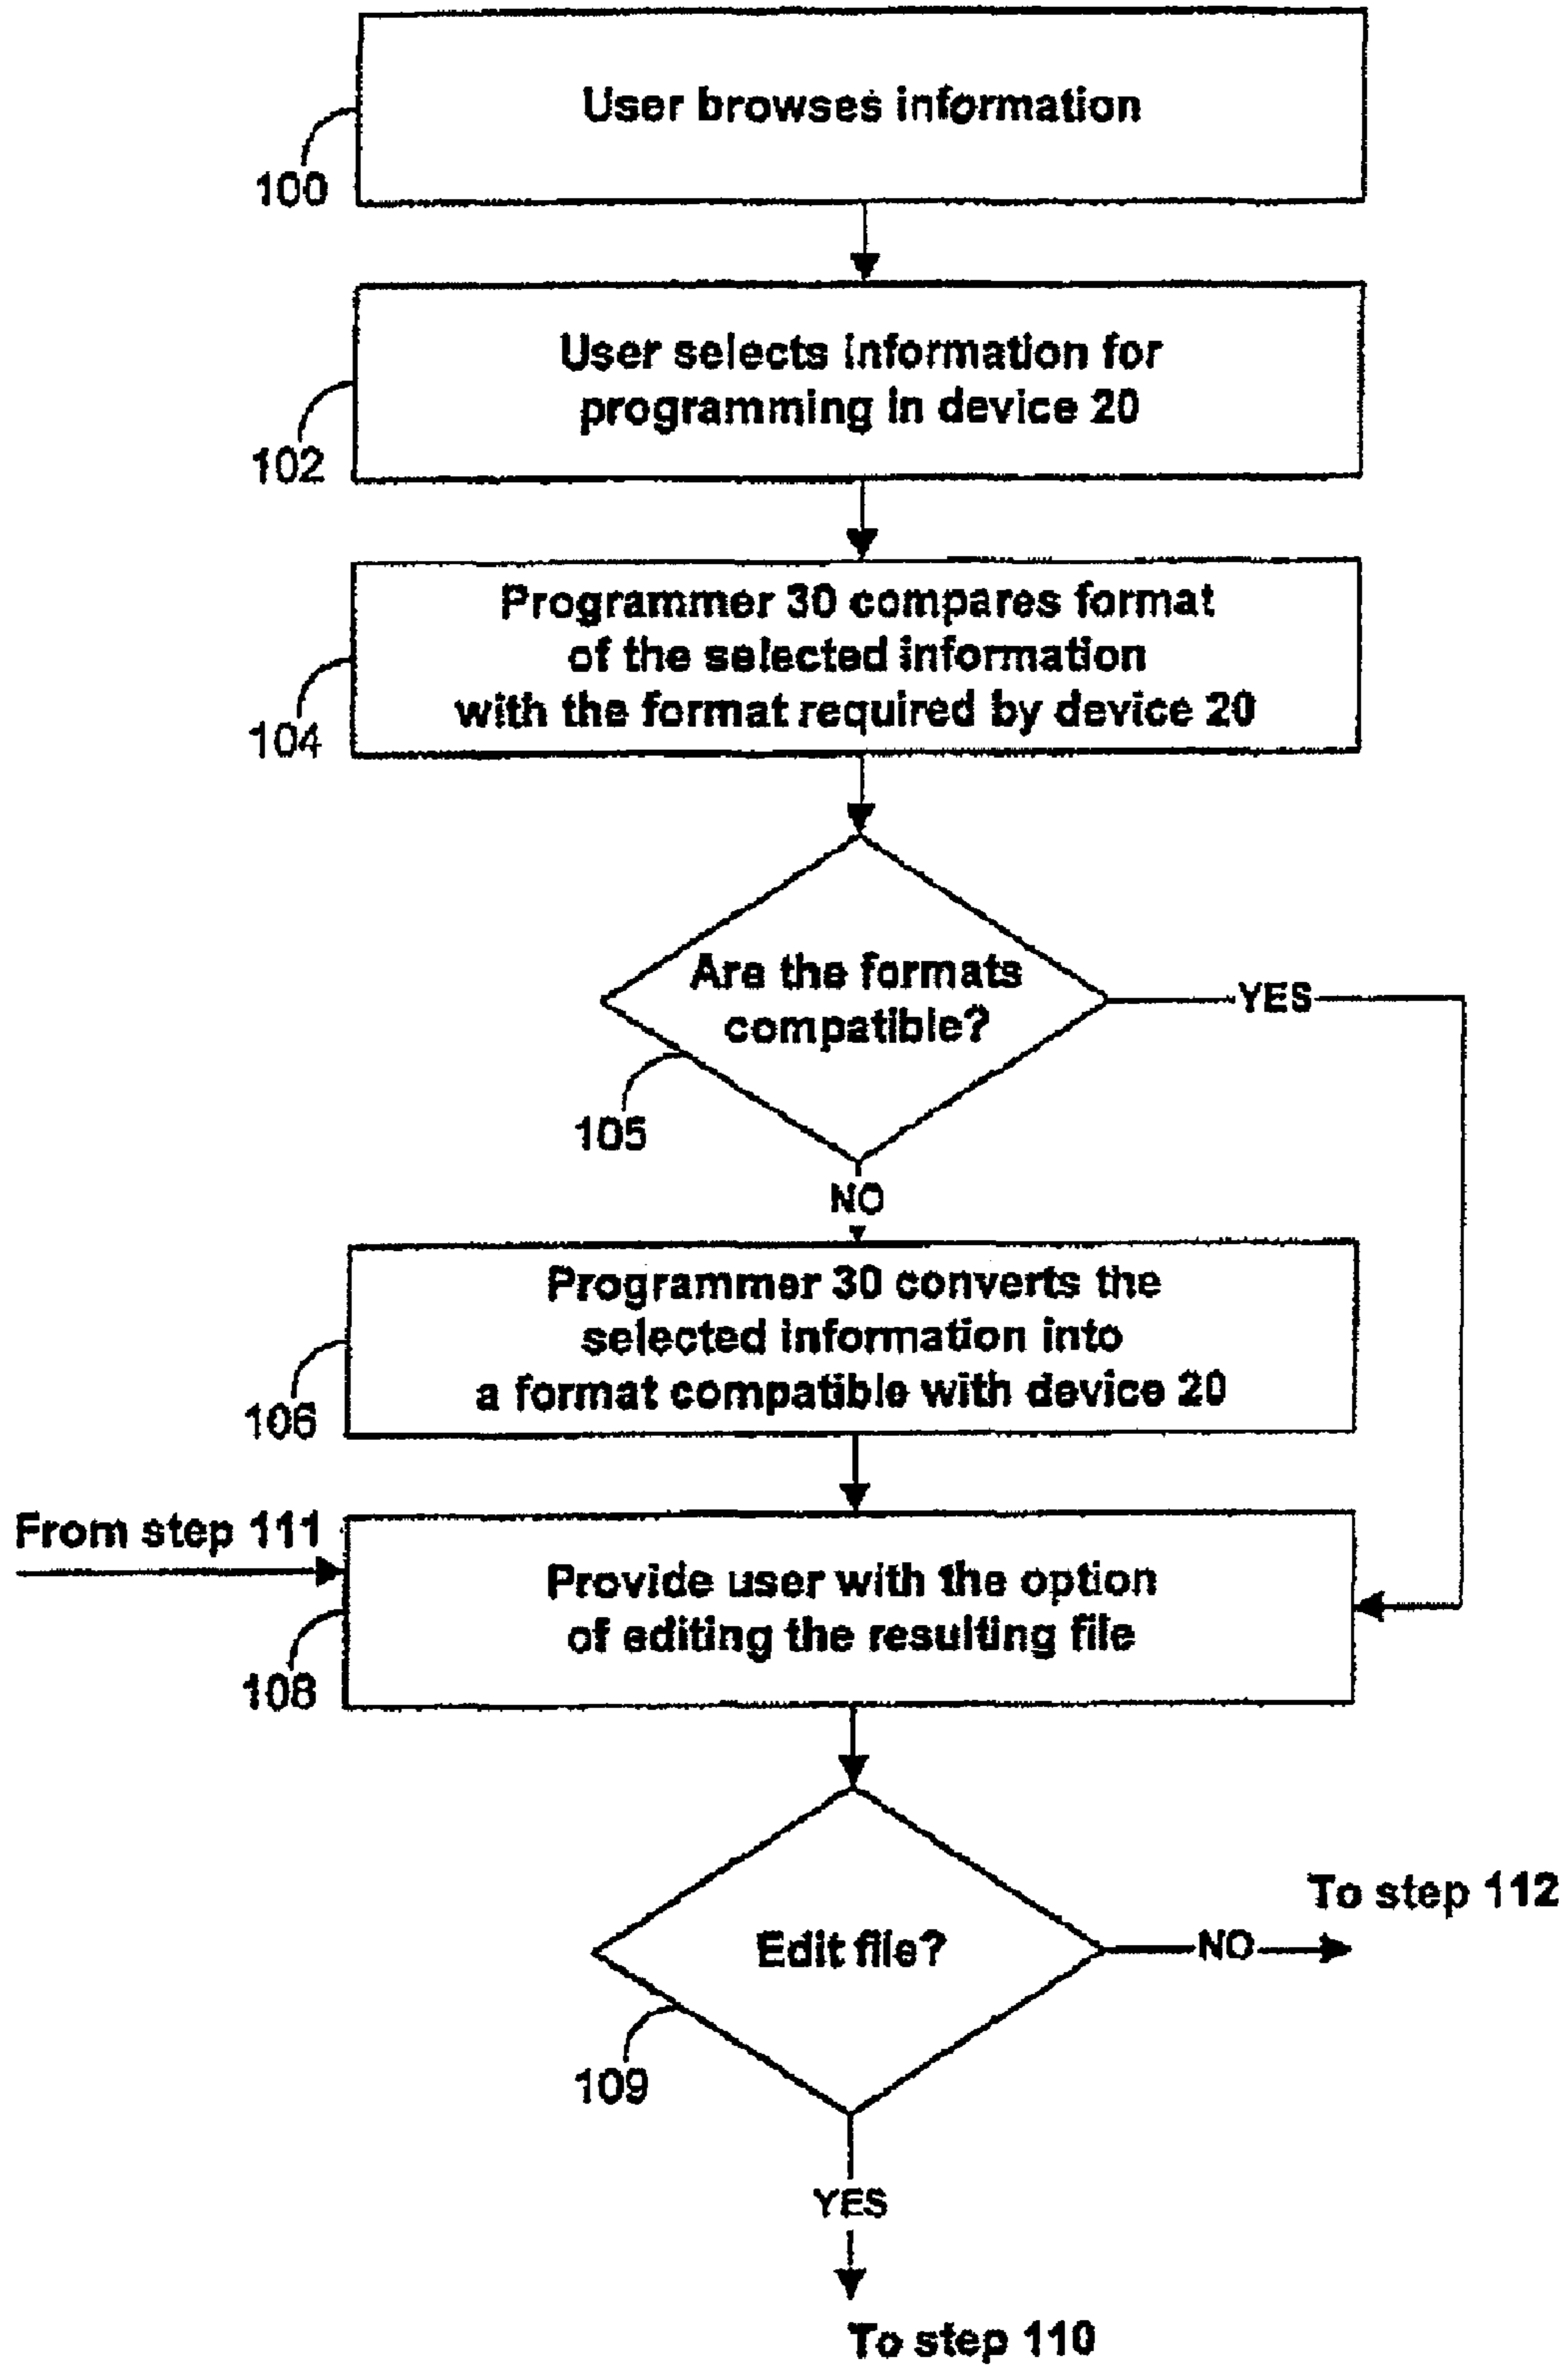 User browses information
100
User selects information for
programming in device 20
102
Programmer 30 compares format
of the selected information
with the format required by device 20
104
Are the formats
compatible?
YES
105
NO
Programmer 30 converts the
selected information into
a format compatible with device 20
106
From step 111
Provide user with the option
of editing the resulting file
108
To step 112
Edit file?
NO
109
YES
To step 110